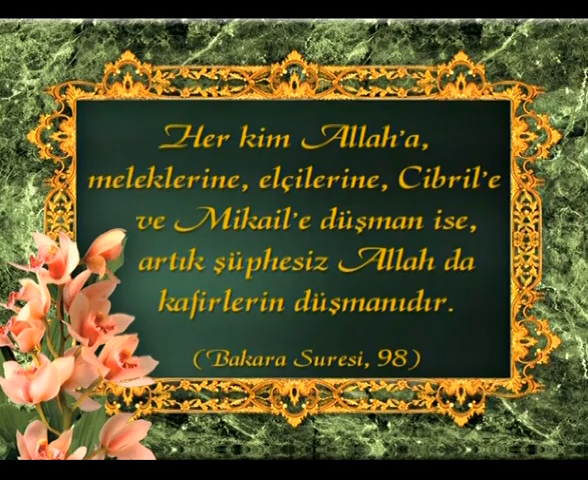 Her kim Allah'a,
meleklerine, elçilerine, Cibril'e
ve Mikail'e düşman ise,
artık şüphesiz Allah da
kafirlerin düşmanıdır.
(Bakara Suresi, 98)